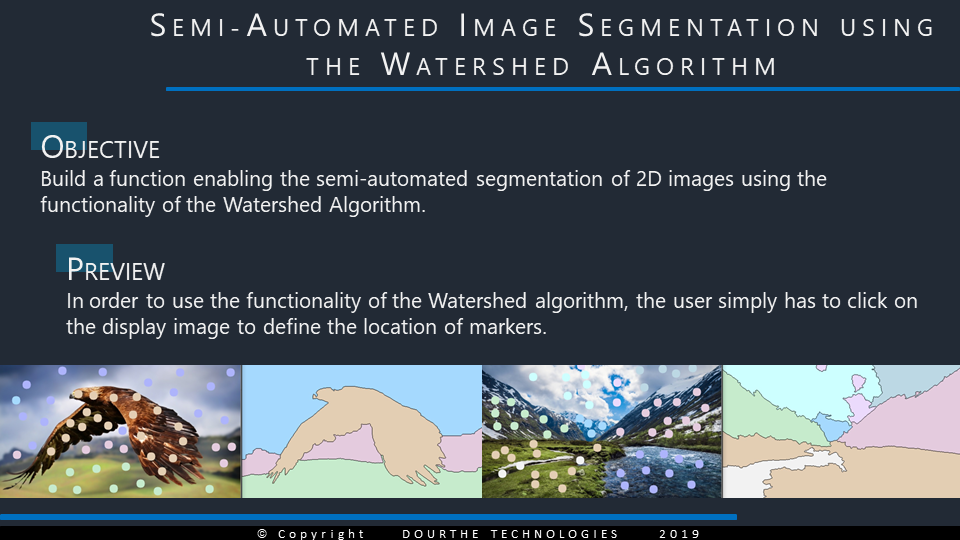 Semi-Automated Image Segmentation using
the Watershed Algorithm
Objective
Build a function enabling the semi-automated segmentation of 2D images using the
functionality of the Watershed Algorithm.
Preview
In order to use the functionality of the Watershed algorithm, the user simply has to click on
the display image to define the location of markers.
© Copyright DOURTHE TECHNOLOGIES 2019